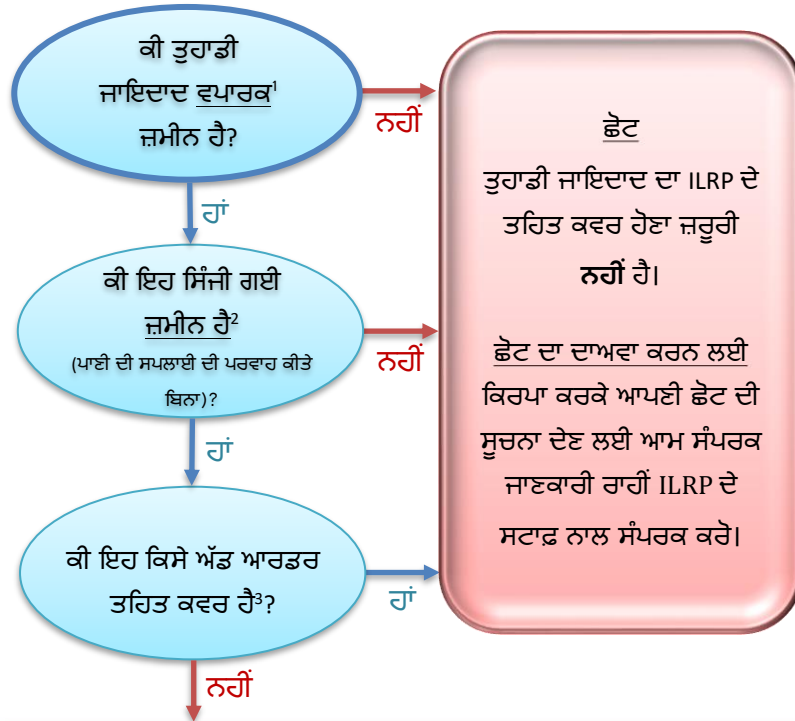 ਕੀ ਤੁਹਾਡੀ
ਜਾਇਦਾਦ ਵਪਾਰਕ¹
ਜ਼ਮੀਨ ਹੈ?
ਨਹੀਂ
ਹਾਂ
ਕੀ ਇਹ ਸਿੰਜੀ ਗਈ
ਜ਼ਮੀਨ ਹੈ²
(ਪਾਣੀ ਦੀ ਸਪਲਾਈ ਦੀ ਪਰਵਾਹ ਕੀਤੇ
ਬਿਨਾ)?
ਨਹੀਂ
ਹਾਂ
ਕੀ ਇਹ ਕਿਸੇ ਅੱਡ ਆਰਡਰ
ਤਹਿਤ ਕਵਰ ਹੈ³?
ਹਾਂ
ਨਹੀਂ
ਛੋਟ
ਤੁਹਾਡੀ ਜਾਇਦਾਦ ਦਾ ILRP ਦੇ
ਤਹਿਤ ਕਵਰ ਹੋਣਾ ਜ਼ਰੂਰੀ
ਨਹੀਂ ਹੈ।
ਛੋਟ ਦਾ ਦਾਅਵਾ ਕਰਨ ਲਈ
ਕਿਰਪਾ ਕਰਕੇ ਆਪਣੀ ਛੋਟ ਦੀ
ਸੂਚਨਾ ਦੇਣ ਲਈ ਆਮ ਸੰਪਰਕ
ਜਾਣਕਾਰੀ ਰਾਹੀਂ ILRP ਦੇ
ਸਟਾਫ਼ ਨਾਲ ਸੰਪਰਕ ਕਰੋ।